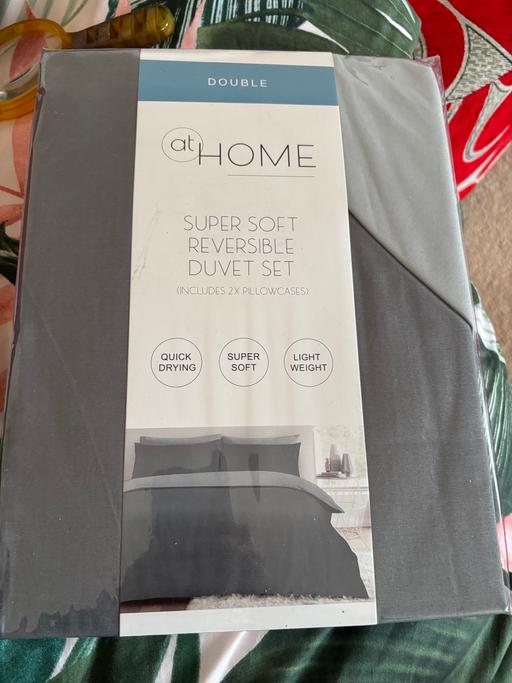 DOUBLE
at HOME
SUPER SOFT
REVERSIBLE
DUVET SET
(INCLUDES 2X PILLOWCASES)
QUICK
DRYING
SUPER
SOFT
LIGHT
WEIGHT